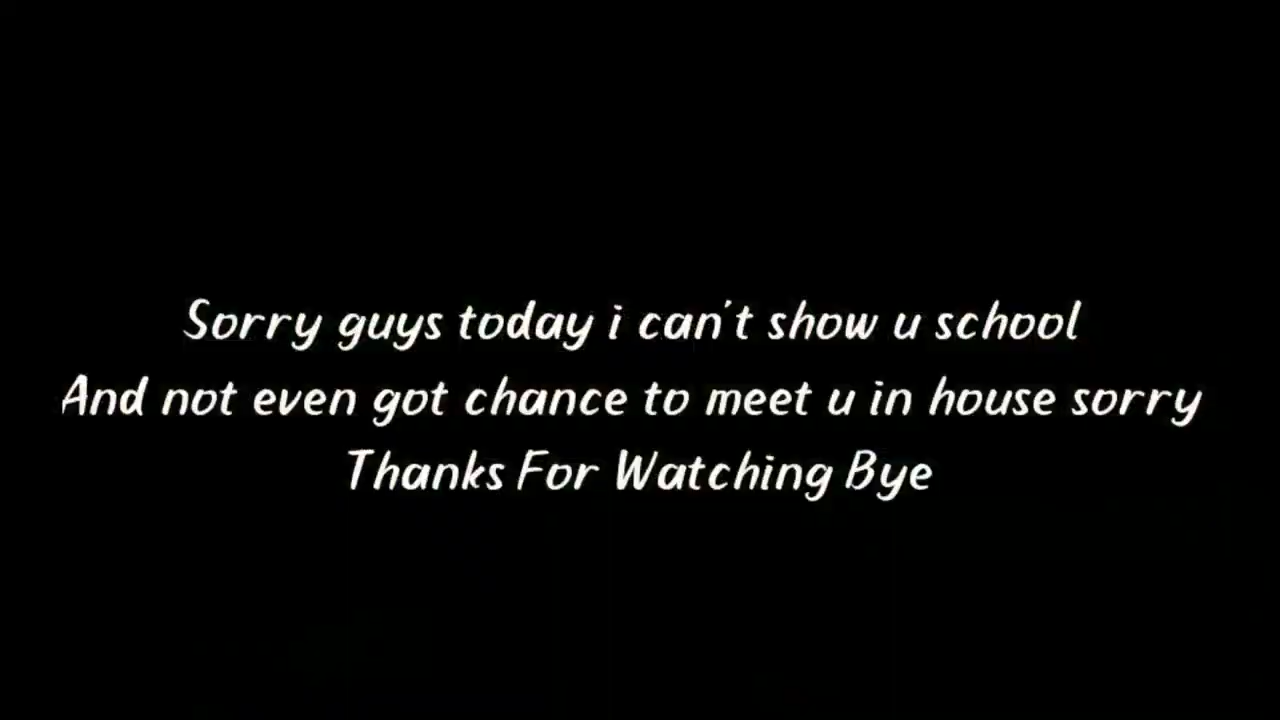 Sorry guys today i can't show u school
And not even got chance to meet u in house sorry
Thanks For Watching Bye